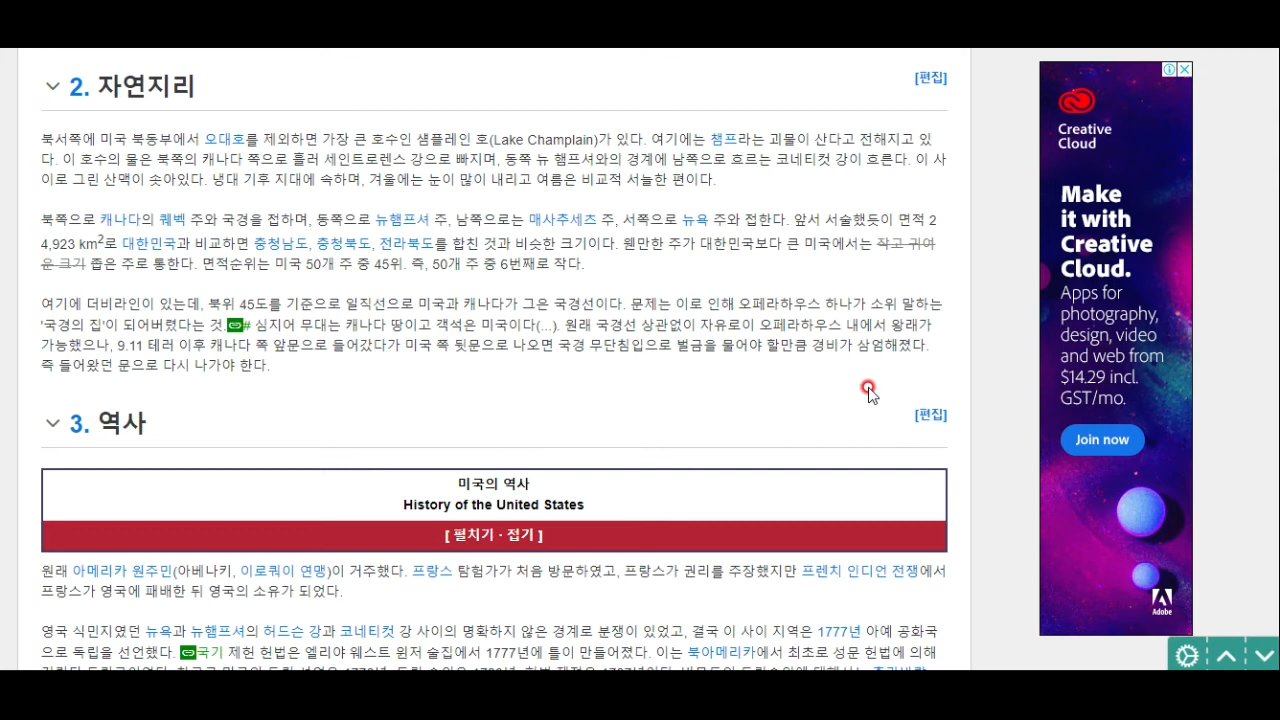 2. 자연지리
[편집]
북서쪽에 미국 북동부에서 오대호를 제외하면 가장 큰 호수인 섐플레인 호(Lake Champlain)가 있다. 여기에는 챔프라는 괴물이 산다고 전해지고 있
다. 이 호수의 물은 북쪽의 캐나다 쪽으로 흘러 세인트로렌스 강으로 빠지며, 동쪽 뉴 햄프셔와의 경계에 남쪽으로 흐르는 코네티컷 강이 흐른다. 이 사
이로 그린 산맥이 솟아있다. 냉대 기후 지대에 속하며, 겨울에는 눈이 많이 내리고 여름은 비교적 서늘한 편이다.
북쪽으로 캐나다의 퀘벡 주와 국경을 접하며, 동쪽으로 뉴햄프셔 주, 남쪽으로는 매사추세츠 주, 서쪽으로 뉴욕 주와 접한다. 앞서 서술했듯이 면적 2
4,923 km2로 대한민국과 비교하면 충청남도, 충청북도, 전라북도를 합친 것과 비슷한 크기이다. 웬만한 주가 대한민국보다 큰 미국에서는 작고 귀여
운 크기 좁은 주로 통한다. 면적순위는 미국 50개 주 중 45위. 즉, 50개 주 중 6번째로 작다.
여기에 더비라인이 있는데, 북위 45도를 기준으로 일직선으로 미국과 캐나다가 그은 국경선이다. 문제는 이로 인해 오페라하우스 하나가 소위 말하는
'국경의 집'이 되어버렸다는 것.# 심지어 무대는 캐나다 땅이고 객석은 미국이다(...). 원래 국경선 상관없이 자유로이 오페라하우스 내에서 왕래가
가능했으나, 9.11 테러 이후 캐나다 쪽 앞문으로 들어갔다가 미국 쪽 뒷문으로 나오면 국경 무단침입으로 벌금을 물어야 할만큼 경비가 삼엄해졌다.
즉 들어왔던 문으로 다시 나가야 한다.
3. 역사
[편집]
미국의 역사
History of the United States
[ 펼치기 · 접기 ]
원래 아메리카 원주민(아베나키, 이로쿼이 연맹)이 거주했다. 프랑스 탐험가가 처음 방문하였고, 프랑스가 권리를 주장했지만 프렌치 인디언 전쟁에서
프랑스가 영국에 패배한 뒤 영국의 소유가 되었다.
영국 식민지였던 뉴욕과 뉴햄프셔의 허드슨 강과 코네티컷 강 사이의 명확하지 않은 경계로 분쟁이 있었고, 결국 이 사이 지역은 1777년 아예 공화국
으로 독립을 선언했다. 국기 제헌 헌법은 엘리야 웨스트 윈저 술집에서 1777년에 틀이 만들어졌다. 이는 북아메리카에서 최초로 성문 헌법에 의해
Creative
Cloud
Make
it with
Creative
Cloud.
Apps for
photography,
design, video
and web from
$14.29 incl.
GST/mo.
Join now
Adobe